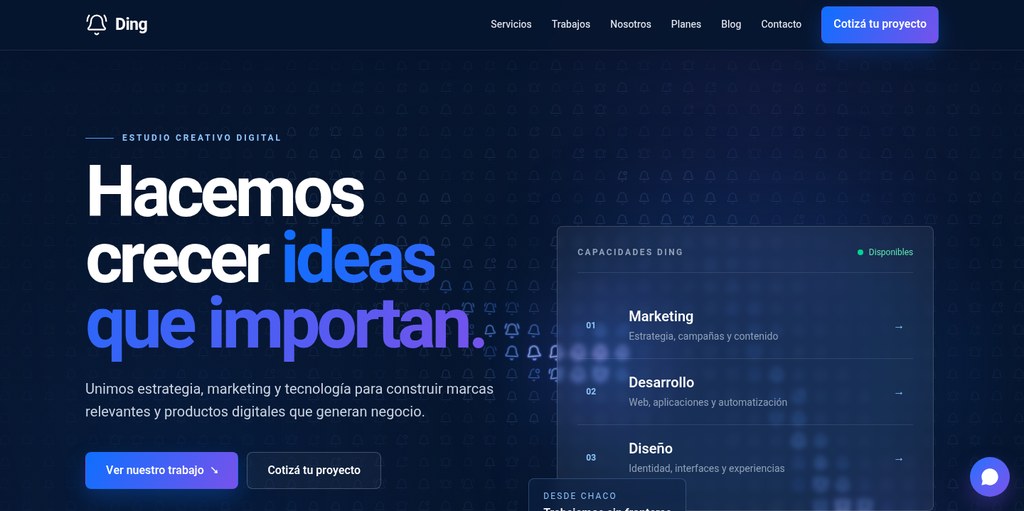 Ding
Servicios
Trabajos
Nosotros
Planes
Blog
Contacto
Cotizá tu proyecto
ESTUDIO CREATIVO DIGITAL
Hacemos
crecer ideas
que importan.
Unimos estrategia, marketing y tecnología para construir marcas
relevantes y productos digitales que generan negocio.
Ver nuestro trabajo ↘
Cotizá tu proyecto
CAPACIDADES DING
Disponibles
01
Marketing
Estrategia, campañas y contenido
→
02
Desarrollo
Web, aplicaciones y automatización
→
03
Diseño
Identidad, interfaces y experiencias
→
DESDE CHACO
Trabajamos sin fronteras